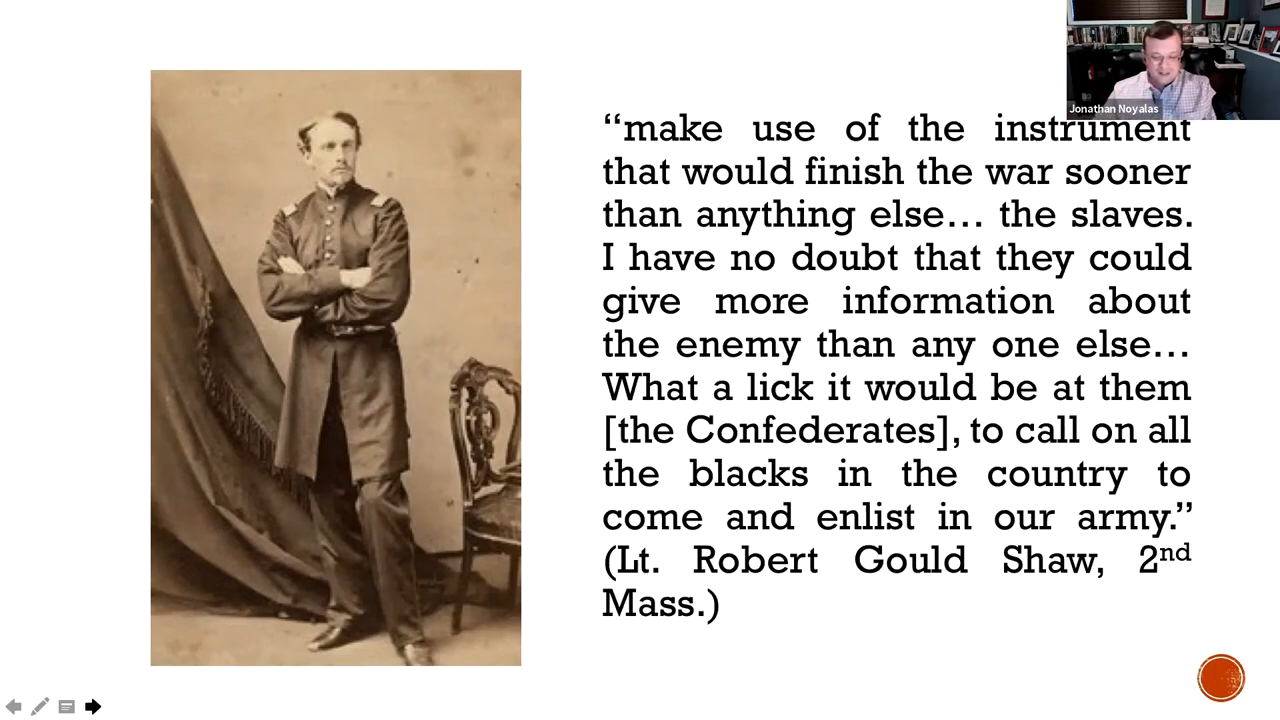 Jonathan Noyalas
“make use of the instrument
that would finish the war sooner
than anything else… the slaves.
I have no doubt that they could
give more information about
the enemy than any one else…
What a lick it would be at them
[the Confederates], to call on all
the blacks in the country to
come and enlist in our army.”
(Lt. Robert Gould Shaw, 2nd
Mass.)